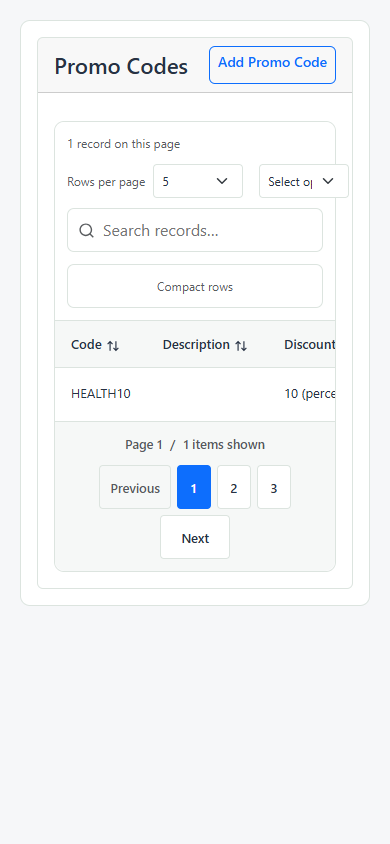 Promo Codes
Add Promo Code
1 record on this page
Rows per page
5
Select op
Search records...
Compact rows
Code
Description
Discount
HEALTH10
10 (perce
Page 1 / 1 items shown
Previous
1
2
3
Next